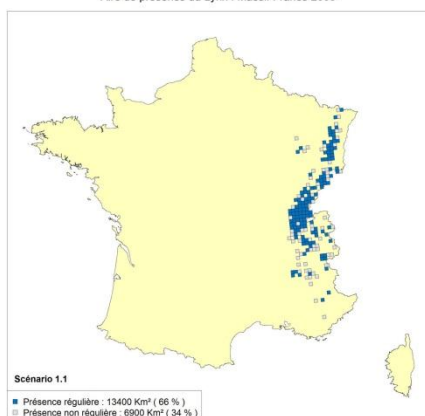 Scénario 1.1
Présence régulière : 13400 Km² ( 66 % )
Présence non régulière : 6900 Km² ( 34 % )